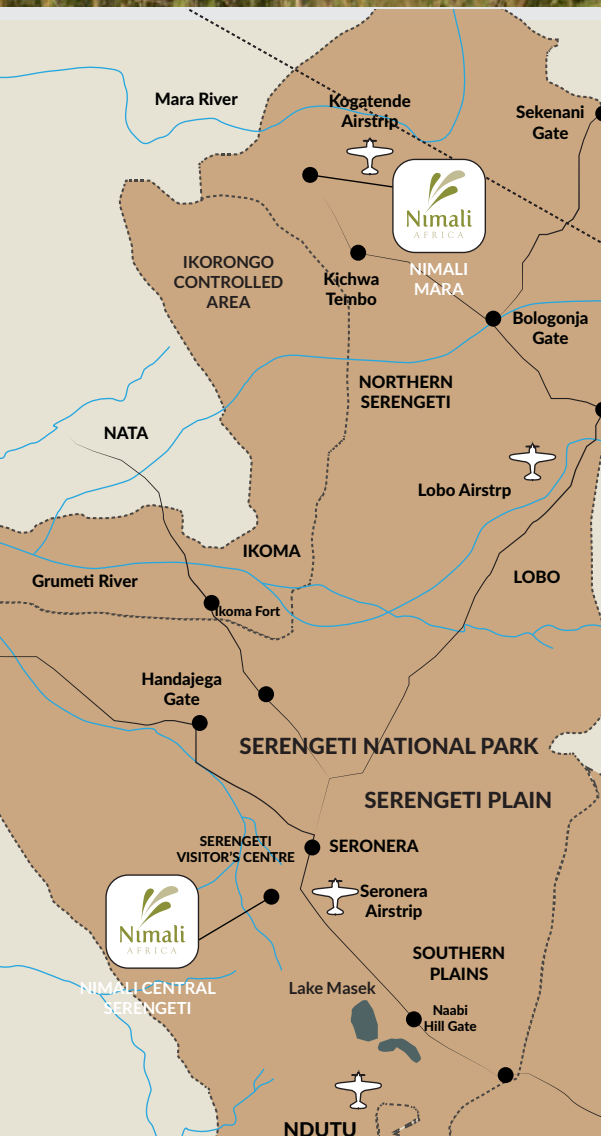 Mara River
Kogatende
Airstrip
Sekenani
Gate
Nimali
AFRICA
IKORONGO
CONTROLLED
AREA
NIMALI
MARA
Kichwa
Tembo
Bologonja
Gate
NORTHERN
SERENGETI
NATA
Lobo Airstrp
IKOMA
Grumeti River
LOBO
Ikoma Fort
Handajega
Gate
SERENGETI NATIONAL PARK
SERENGETI PLAIN
SERENGETI
VISITOR'S CENTRE
SERONERA
Seronera
Airstrip
Nimali
AFRICA
SOUTHERN
PLAINS
NIMALI CENTRAL
SERENGETI
Lake Masek
Naabi
Hill Gate
NDUTU